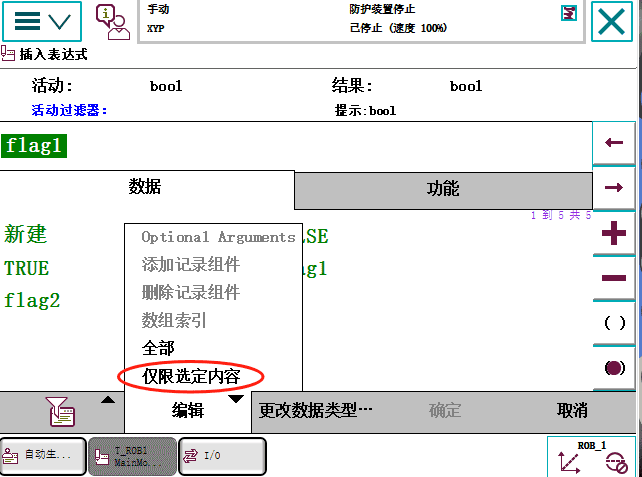 手动 防护装置停止
XYP 已停止 (速度 100%)
插入表达式
活动: bool 结果: bool
活动过滤器: 提示:bool
flag1
数据 功能
1 到 5 共 5
新建
TRUE
flag2
LSE
ag1
Optional Arguments
添加记录组件
删除记录组件
数组索引
全部
仅限选定内容
编辑 更改数据类型… 确定 取消
自动生... T_ROB1 I/O ROB_1
MainMo...
( )